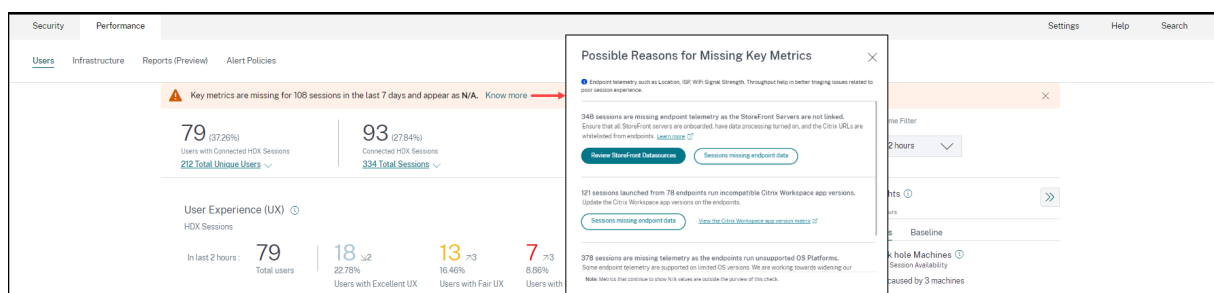 Security Performance Settings Help Search
Users Infrastructure Reports (Preview) Alert Policies
Key metrics are missing for 108 sessions in the last 7 days and appear as N/A. Know more
79 (37.26%)
Users with Connected HDX Sessions
212 Total Unique Users
93 (27.84%)
Connected HDX Sessions
334 Total Sessions
User Experience (UX)
HDX Sessions
In last 2 hours :
79
Total users
18 2
22.78%
Users with Excellent UX
13 3
16.46%
Users with Fair UX
7 3
8.86%
Users with
Possible Reasons for Missing Key Metrics
Endpoint telemetry such as Location, ISP, WiFi Signal Strength, Throughput help in better triaging issues related to
poor session experience.
348 sessions are missing endpoint telemetry as the StoreFront Servers are not linked.
Ensure that all StoreFront servers are onboarded, have data processing turned on, and the Citrix URLs are
whitelisted from endpoints. Learn more
Review StoreFront Datasources Sessions missing endpoint data
121 sessions launched from 78 endpoints run incompatible Citrix Workspace app versions.
Update the Citrix Workspace app versions on the endpoints.
Sessions missing endpoint data View the Citrix Workspace app version matrix
378 sessions are missing telemetry as the endpoints run unsupported OS Platforms.
Some endpoint telemetry are supported on limited OS versions. We are working towards widening our
Note: Metrics that continue to show N/A values are outside the purview of this check.
me Filter
2 hours
hts
urs
s Baseline
k hole Machines
Session Availability
caused by 3 machines